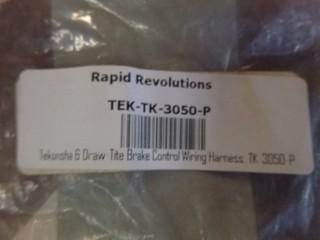 Rapid Revolutions
TEK-TK-3050-P
Tekonsha & Draw Tite Brake Control Wiring Harness: TK 3050 P